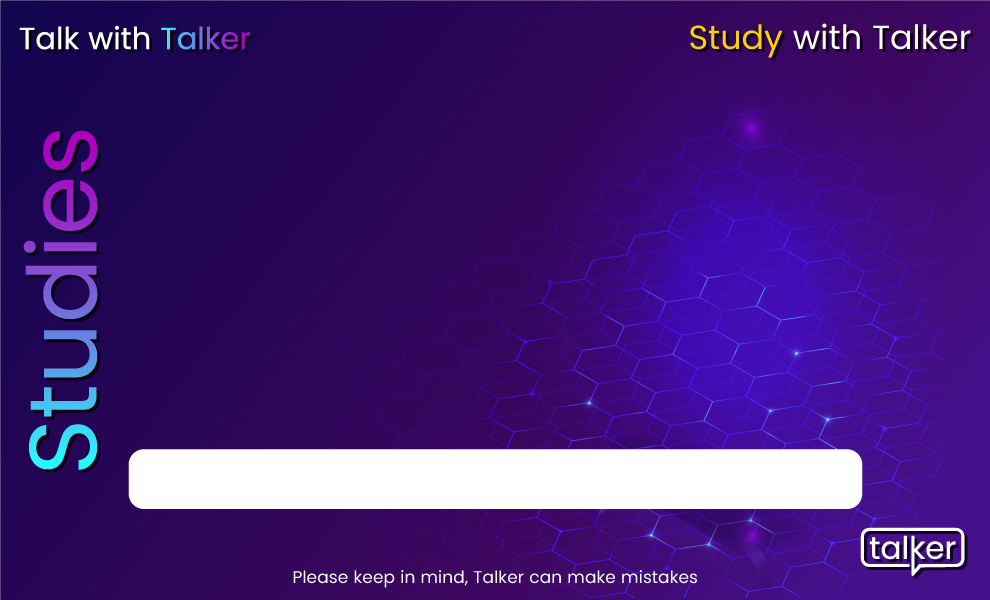 Talk with Talker
Study with Talker
Studies
talker
Please keep in mind, Talker can make mistakes